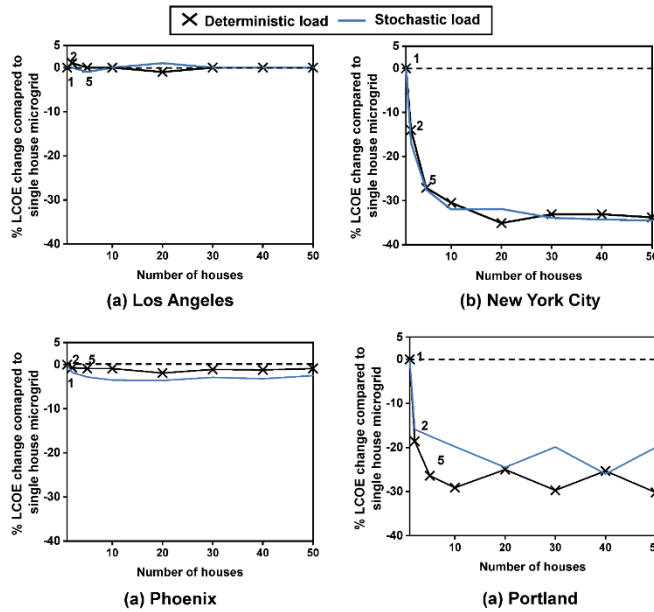 Deterministic load Stochastic load
% LCOE change comapred to
single house microgrid
5
0
-10
-20
-30
-40
2
1
5
10 20 30 40 50
Number of houses
(a) Los Angeles
% LCOE change compared to
single house microgrid
5
0
-10
-20
-30
-40
1
2
5
10 20 30 40 50
Number of houses
(b) New York City
% LCOE change compapred to
single house microgrid
5
0
-10
-20
-30
-40
2
5
1
10 20 30 40 50
Number of houses
(a) Phoenix
% LCOE change compared to
single house microgrid
5
0
-10
-20
-30
-40
1
2
5
10 20 30 40 50
Number of houses
(a) Portland